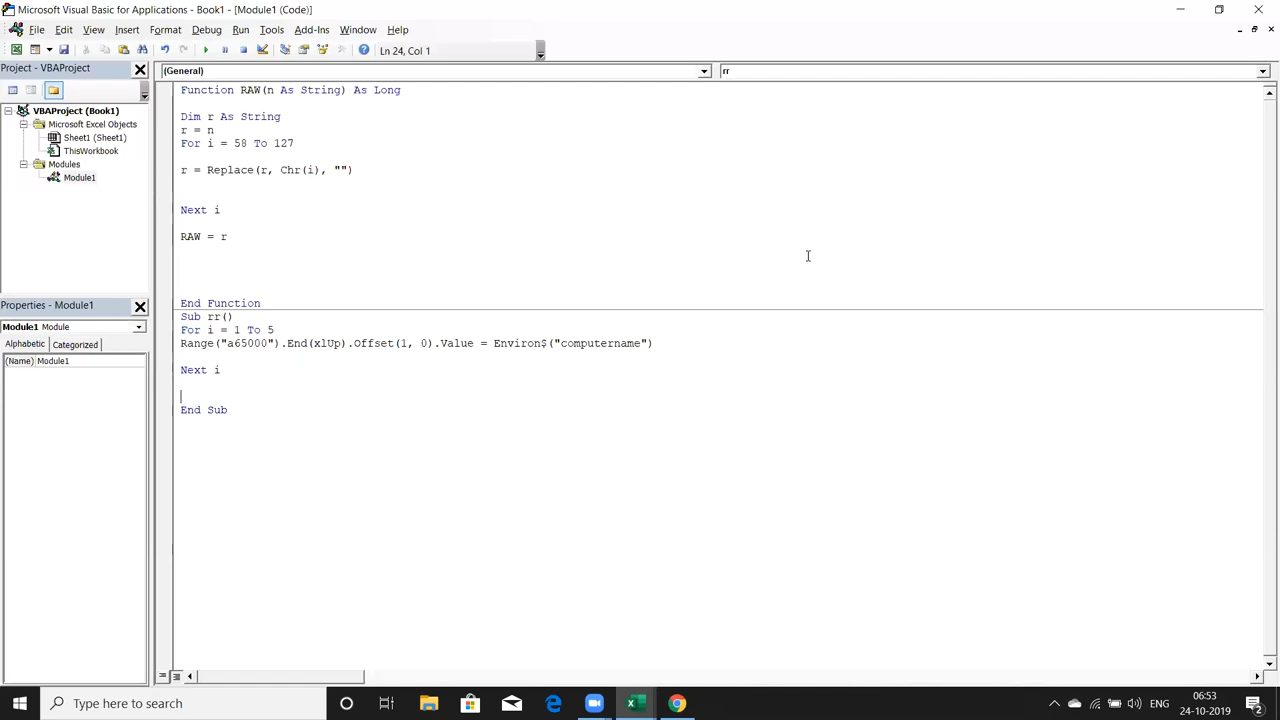 Microsoft Visual Basic for Applications - Book1 - [Module1 (Code)]
File Edit View Insert Format Debug Run Tools Add-Ins Window Help
Ln 24, Col 1
Project - VBAProject
(General)
rr
VBAProject (Book1)
Microsoft Excel Objects
Sheet1 (Sheet1)
ThisWorkbook
Modules
Module1
Properties - Module1
Module1 Module
Alphabetic Categorized
(Name) Module1
Function RAW(n As String) As Long
Dim r As String
r = n
For i = 58 To 127
r = Replace(r, Chr(i), "")
Next i
RAW = r
End Function
Sub rr()
For i = 1 To 5
Range("a65000").End(xlUp).Offset(1, 0).Value = Environ$("computername")
Next i
End Sub
Type here to search
ENG
06:53
24-10-2019
2